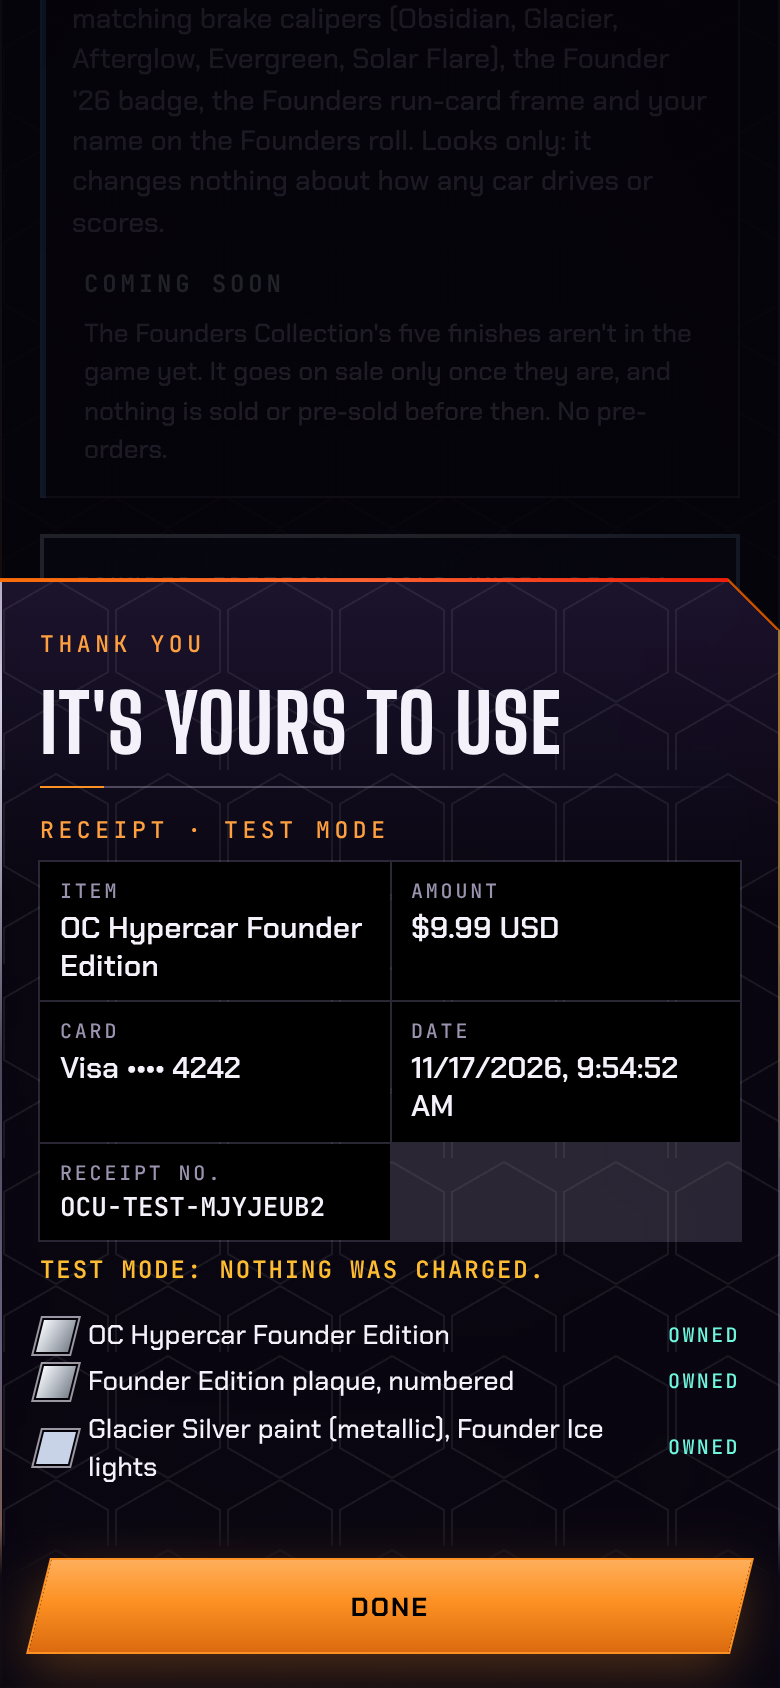 matching brake calipers (Obsidian, Glacier,
Afterglow, Evergreen, Solar Flare), the Founder
'26 badge, the Founders run-card frame and your
name on the Founders roll. Looks only: it
changes nothing about how any car drives or
scores.
COMING SOON
The Founders Collection's five finishes aren't in the
game yet. It goes on sale only once they are, and
nothing is sold or pre-sold before then. No pre-
orders.
THANK YOU
IT'S YOURS TO USE
RECEIPT · TEST MODE
ITEM
OC Hypercar Founder
Edition
AMOUNT
$9.99 USD
CARD
Visa •••• 4242
DATE
11/17/2026, 9:54:52
AM
RECEIPT NO.
OCU-TEST-MJYJEUB2
TEST MODE: NOTHING WAS CHARGED.
OC Hypercar Founder Edition OWNED
Founder Edition plaque, numbered OWNED
Glacier Silver paint (metallic), Founder Ice
lights OWNED
DONE